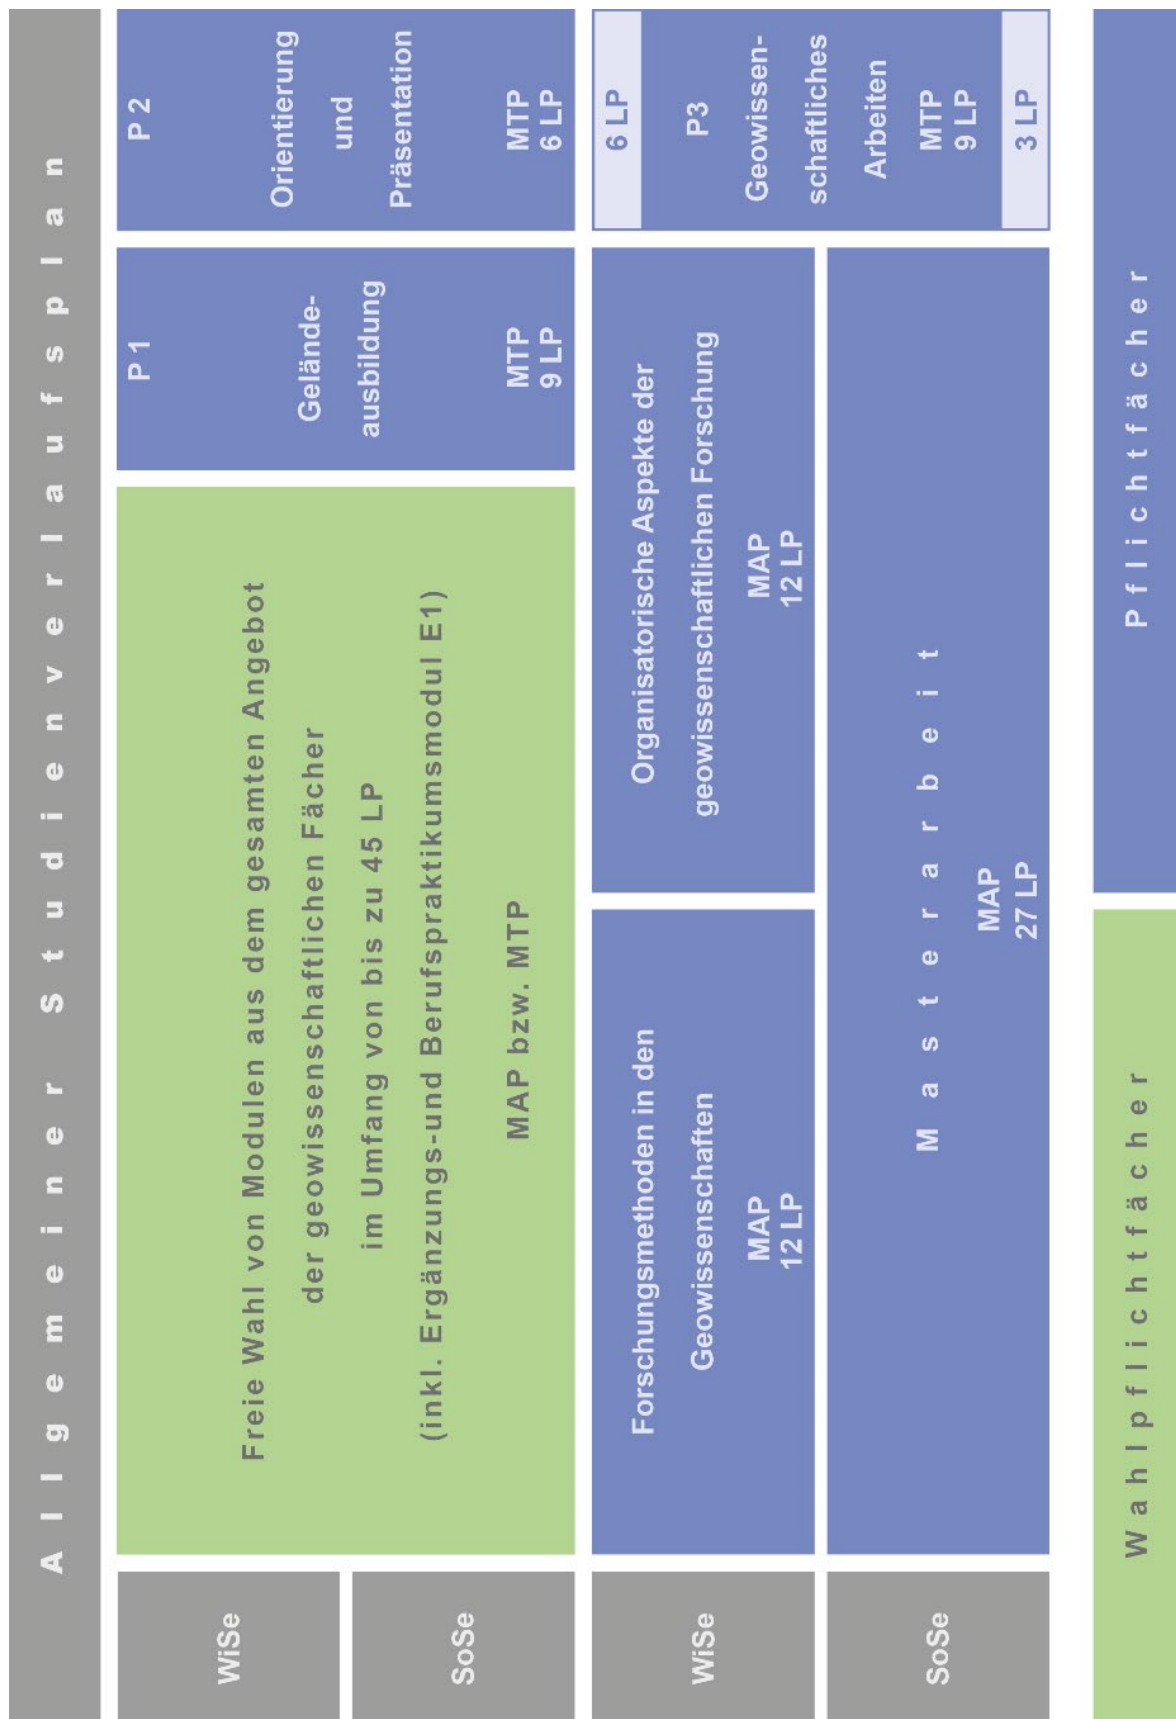 Allgemeiner Studienverlaufsplan
WiSe
SoSe
Freie Wahl von Modulen aus dem gesamten Angebot
der geowissenschaftlichen Fächer
im Umfang von bis zu 45 LP
(inkl. Ergänzungs-und Berufspraktikumsmodul E1)
MAP bzw. MTP
P 1
Gelände-
ausbildung
MTP
9 LP
P 2
Orientierung
und
Präsentation
MTP
6 LP
WiSe
SoSe
Forschungsmethoden in den
Geowissenschaften
MAP
12 LP
Organisatorische Aspekte der
geowissenschaftlichen Forschung
MAP
12 LP
Masterarbeit
MAP
27 LP
6 LP
P3
Geowissen-
schaftliches
Arbeiten
MTP
9 LP
3 LP
Wahlpflichtfächer
Pflichtfächer